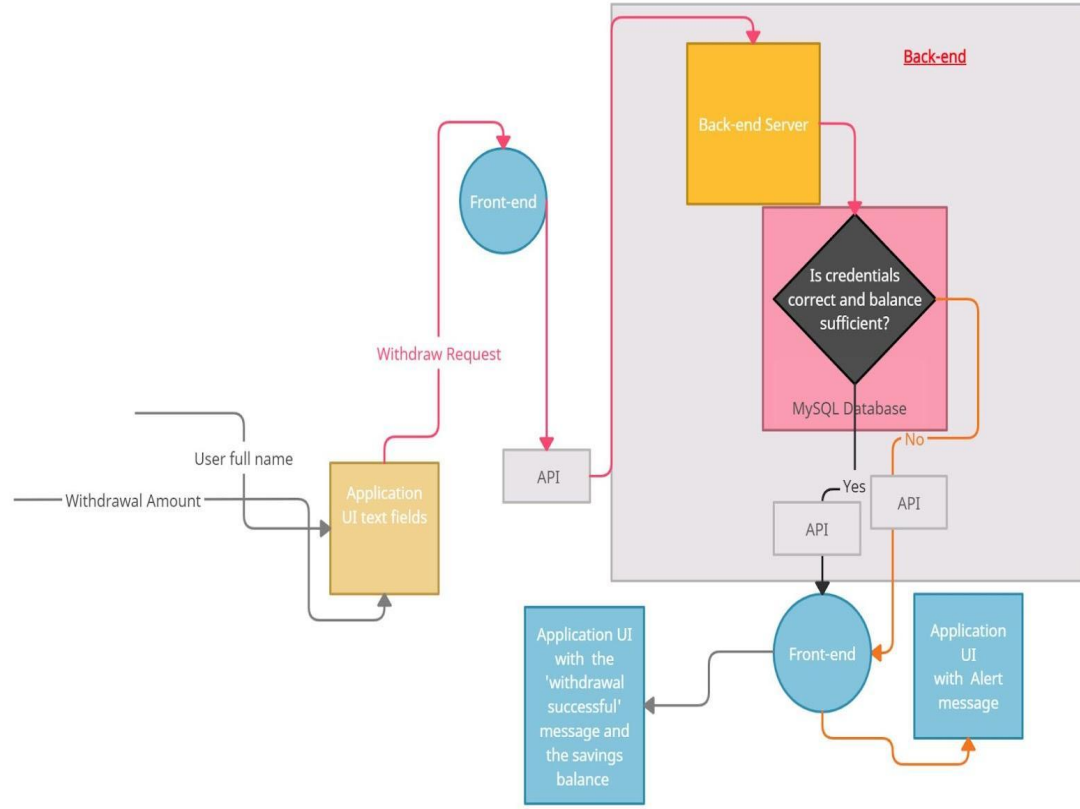 Back-end
Back-end Server
Front-end
Is credentials
correct and balance
sufficient?
Withdraw Request
MySQL Database
No
User full name
API
Yes
API
Withdrawal Amount
Application
UI text fields
API
Application UI
with the
'withdrawal
successful'
message and
the savings
balance
Front-end
Application
UI
with Alert
message